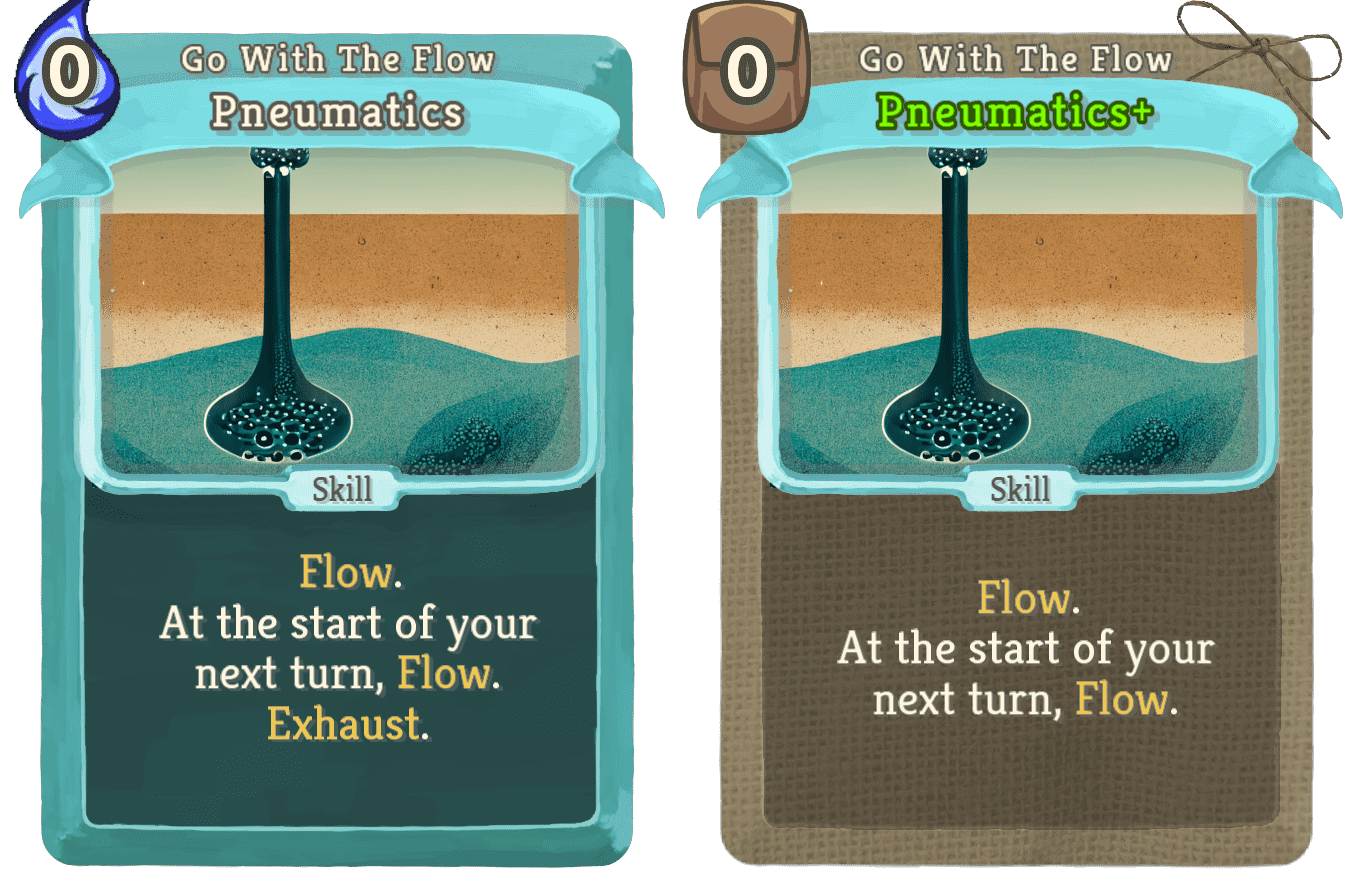 0
Go With The Flow
Pneumatics
Skill
Flow.
At the start of your
next turn, Flow.
Exhaust.
0
Go With The Flow
Pneumatics+
Skill
Flow.
At the start of your
next turn, Flow.